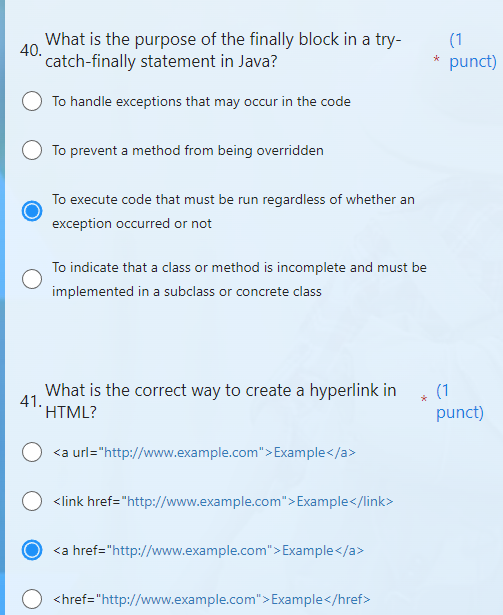 40. What is the purpose of the finally block in a try- * (1
catch-finally statement in Java? punct)
To handle exceptions that may occur in the code
To prevent a method from being overridden
To execute code that must be run regardless of whether an
exception occurred or not
To indicate that a class or method is incomplete and must be
implemented in a subclass or concrete class
41. What is the correct way to create a hyperlink in * (1
HTML? punct)
<a url="http://www.example.com">Example</a>
<link href="http://www.example.com">Example</link>
<a href="http://www.example.com">Example</a>
<href="http://www.example.com">Example</href>